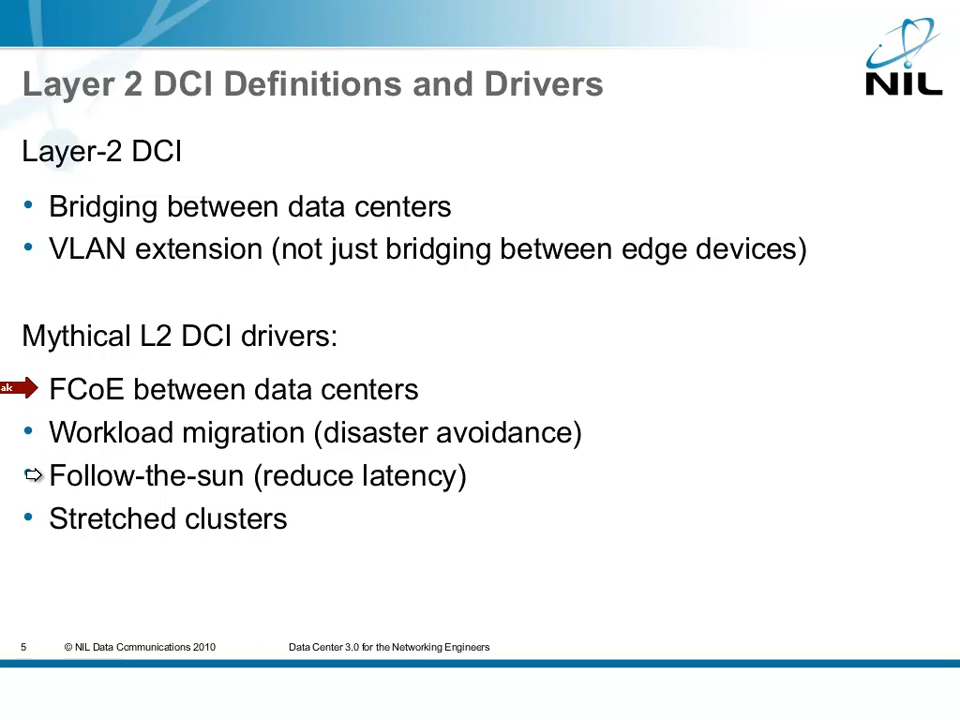 NIL
Layer 2 DCI Definitions and Drivers
Layer-2 DCI
• Bridging between data centers
• VLAN extension (not just bridging between edge devices)
Mythical L2 DCI drivers:
ak
FCoE between data centers
• Workload migration (disaster avoidance)
• Follow-the-sun (reduce latency)
• Stretched clusters
5 © NIL Data Communications 2010 Data Center 3.0 for the Networking Engineers